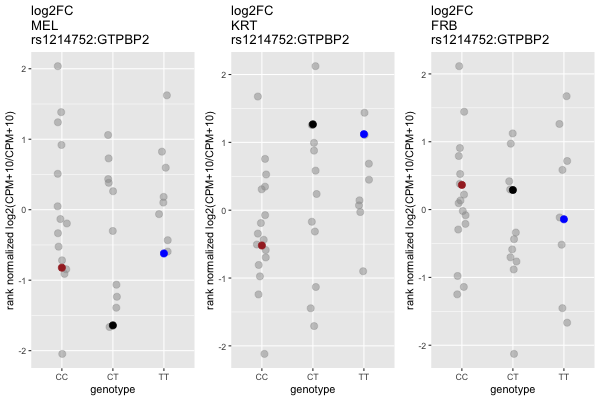 log2FC
MEL
rs1214752:GTPBP2
rank normalized log2(CPM+10/CPM+10)
2
1
0
-1
-2
CC
CT
TT
genotype
log2FC
KRT
rs1214752:GTPBP2
rank normalized log2(CPM+10/CPM+10)
2
1
0
-1
-2
CC
CT
TT
genotype
log2FC
FRB
rs1214752:GTPBP2
rank normalized log2(CPM+10/CPM+10)
2
1
0
-1
-2
CC
CT
TT
genotype